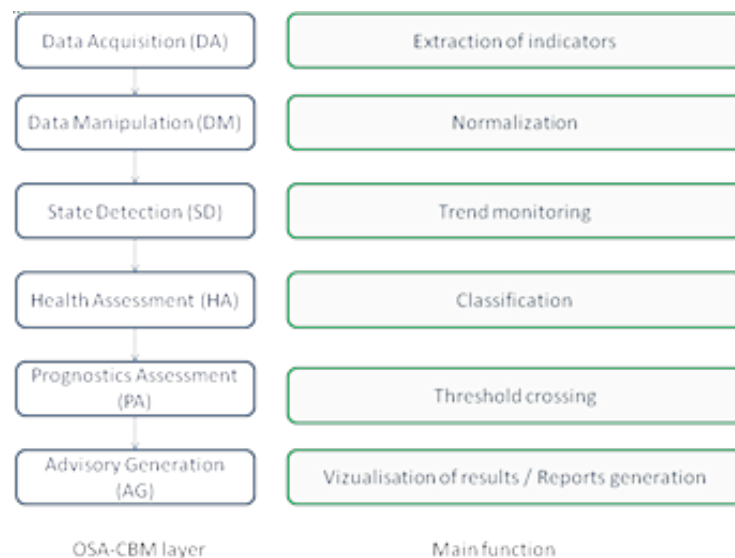 Data Acquisition (DA)
Extraction of indicators
Data Manipulation (DM)
Normalization
State Detection (SD)
Trend monitoring
Health Assessment (HA)
Classification
Prognostics Assessment
(PA)
Threshold crossing
Advisory Generation
(AG)
Vizualisation of results / Reports generation
OSA-CBM layer
Main function